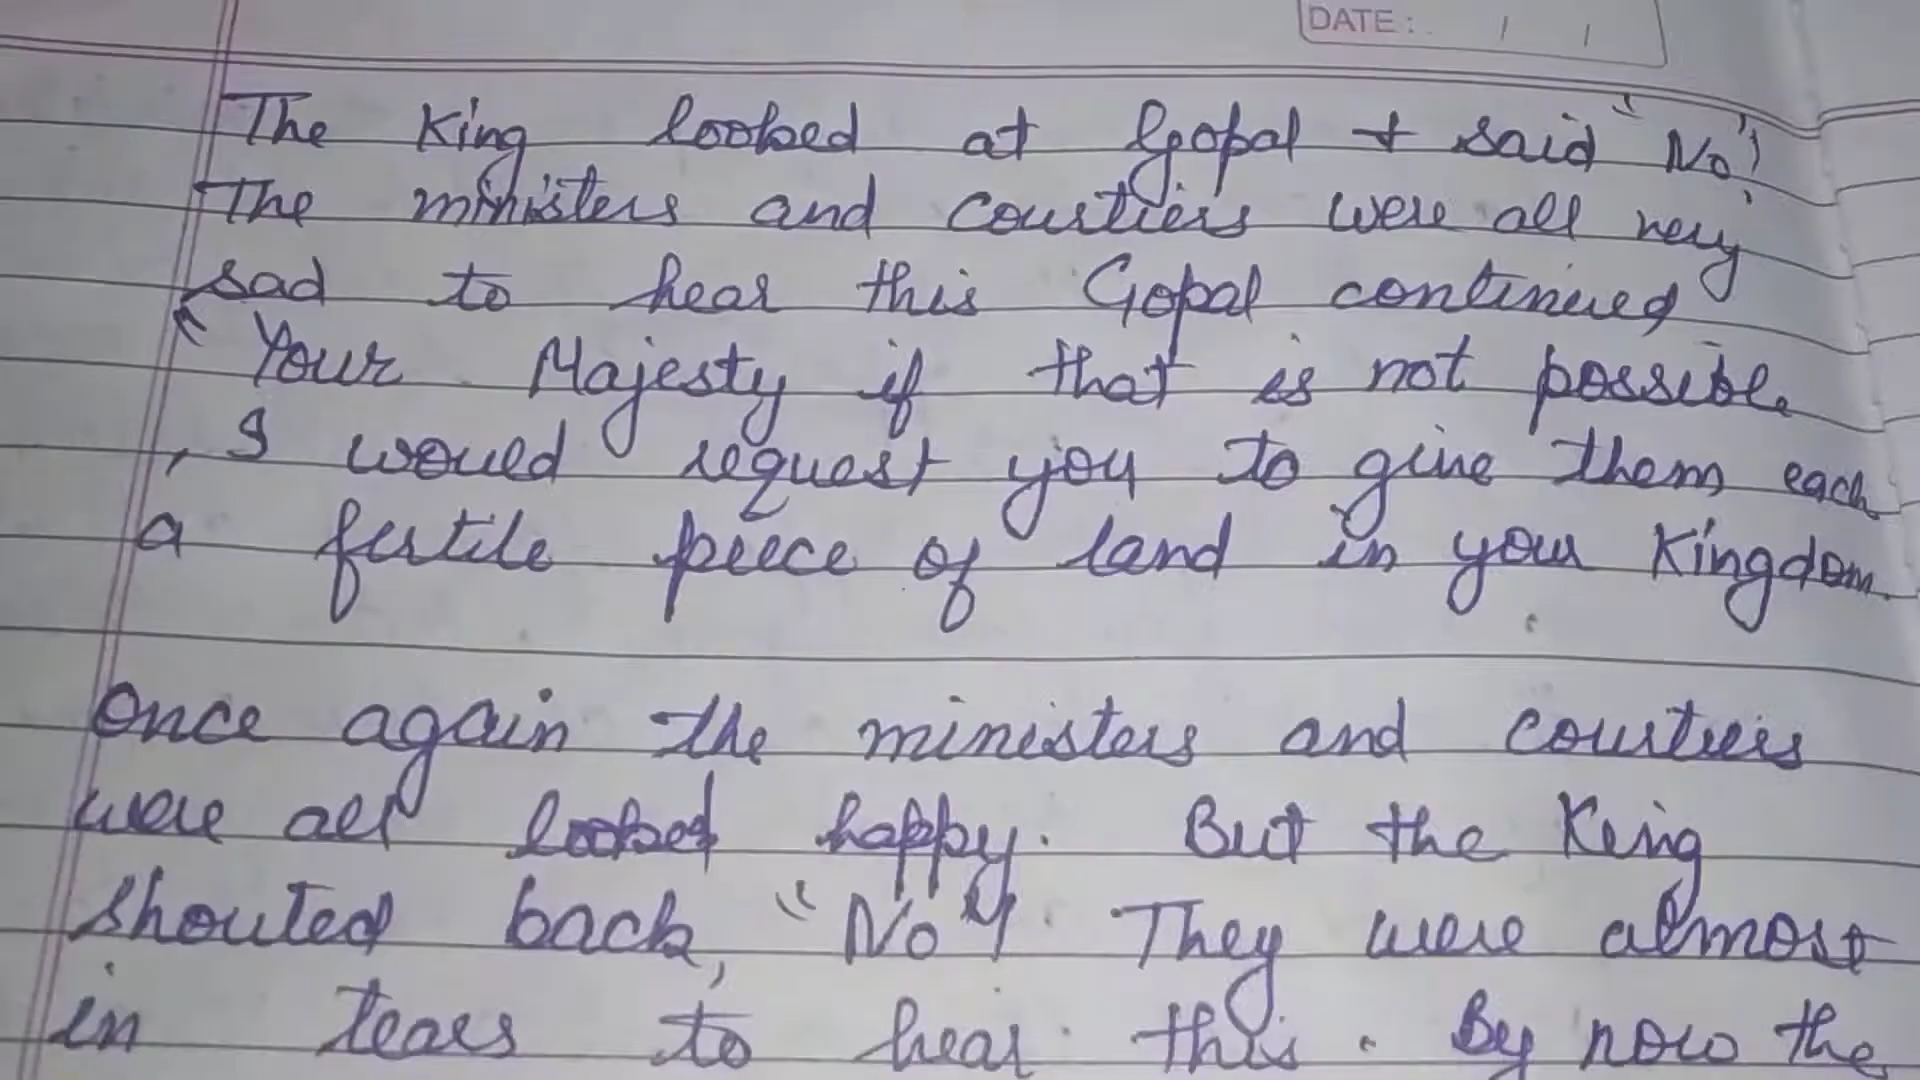 DATE: / /
The King looked at Gopal + said "No"!
The ministers and courtiers were all very
sad to hear this Gopal continued
"Your Majesty if that is not possible
, I would request you to give them each
a fertile piece of land in your Kingdom
Once again the ministers and courtiers
were all looked happy. But the King
shouted back, "No". They were almost
in tears to hear this. By now the